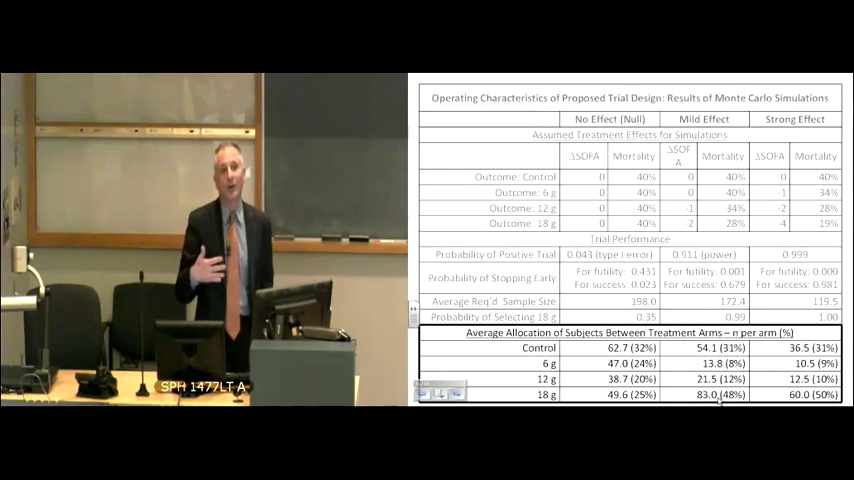 Operating Characteristics of Proposed Trial Design: Results of Monte Carlo Simulations
No Effect (Null) Mild Effect Strong Effect
Assumed Treatment Effects for Simulations
ΔSOFA Mortality ΔSOF A Mortality ΔSOFA Mortality
Outcome: Control 0 40% 0 40% 0 40%
Outcome: 6 g 0 40% 0 40% -1 34%
Outcome: 12 g 0 40% -1 34% -2 28%
Outcome: 18 g 0 40% -2 28% -4 19%
Trial Performance
Probability of Positive Trial 0.043 (type I error) 0.911 (power) 0.999
Probability of Stopping Early For futility: 0.431 For futility: 0.001 For futility: 0.000
For success: 0.023 For success: 0.679 For success: 0.981
Average Req'd Sample Size 198.0 172.4 119.5
Probability of Selecting 18 g 0.35 0.99 1.00
Average Allocation of Subjects Between Treatment Arms – n per arm (%)
Control 62.7 (32%) 54.1 (31%) 36.5 (31%)
6 g 47.0 (24%) 13.8 (8%) 10.5 (9%)
12 g 38.7 (20%) 21.5 (12%) 12.5 (10%)
18 g 49.6 (25%) 83.0 (48%) 60.0 (50%)
SPH 1477LT A